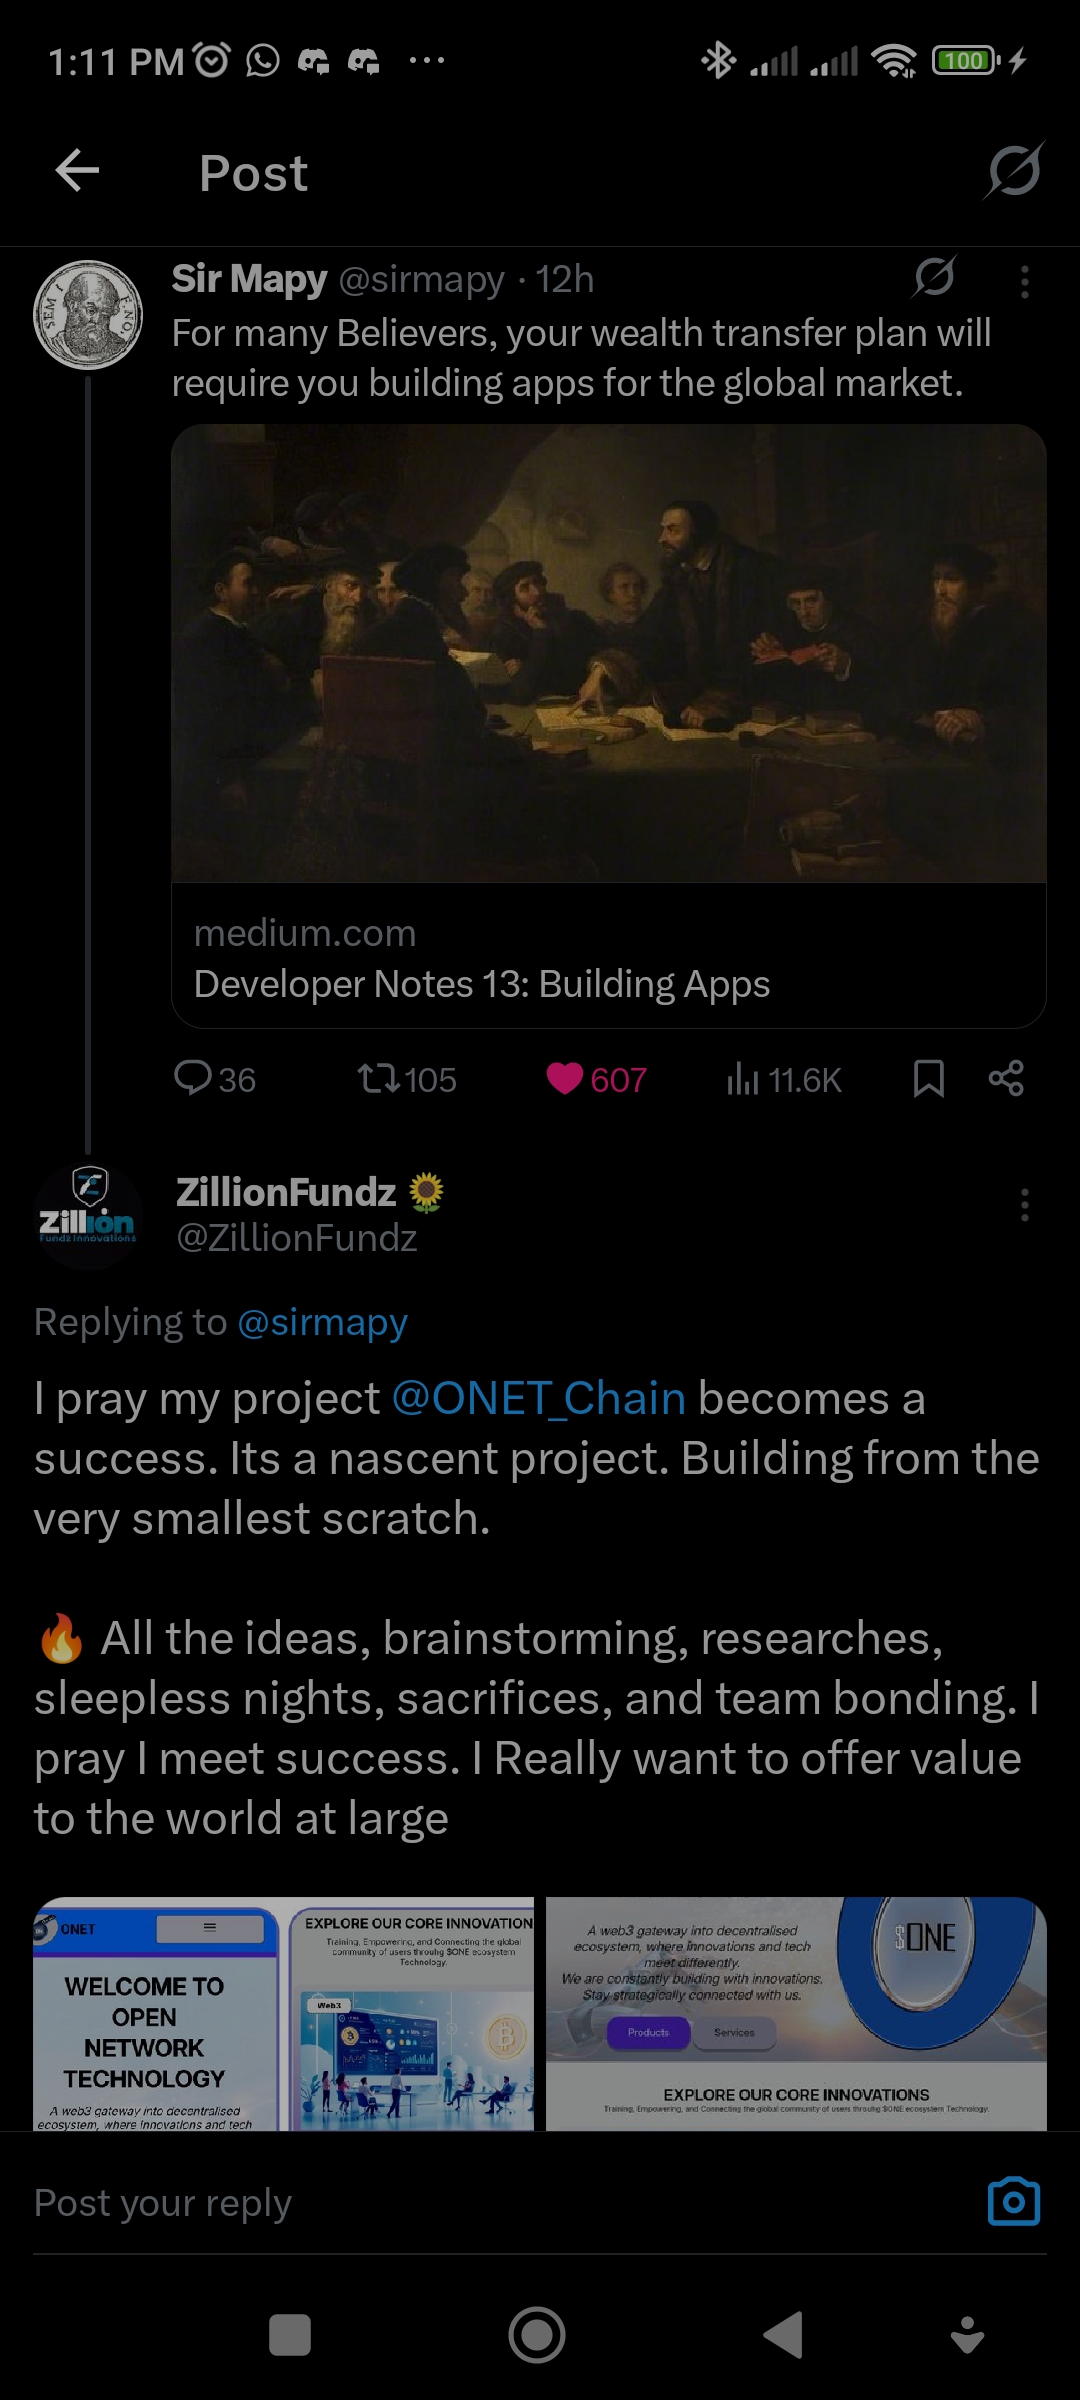 1:11 PM
100
Post
Sir Mapy @sirmapy · 12h
For many Believers, your wealth transfer plan will
require you building apps for the global market.
medium.com
Developer Notes 13: Building Apps
36 105 607 11.6K
Zillion
Fundz Innovations
ZillionFundz 🌻
@ZillionFundz
Replying to @sirmapy
I pray my project @ONET_Chain becomes a
success. Its a nascent project. Building from the
very smallest scratch.
🔥 All the ideas, brainstorming, researches,
sleepless nights, sacrifices, and team bonding. I
pray I meet success. I Really want to offer value
to the world at large
ONET
WELCOME TO
OPEN
NETWORK
TECHNOLOGY
A web3 gateway into decentralised
ecosystem, where innovations and tech
EXPLORE OUR CORE INNOVATION
Training, Empowering, and Connecting the global
community of users throuhg $ONE ecosystem
Technology.
Web3
A web3 gateway into decentralised
ecosystem, where innovations and tech
meet differently.
We are constantly building with innovations.
Stay strategically connected with us.
Products Services
$ONE
EXPLORE OUR CORE INNOVATIONS
Training, Empowering, and Connecting the global community of users throuhg $ONE ecosystem Technology.
Post your reply